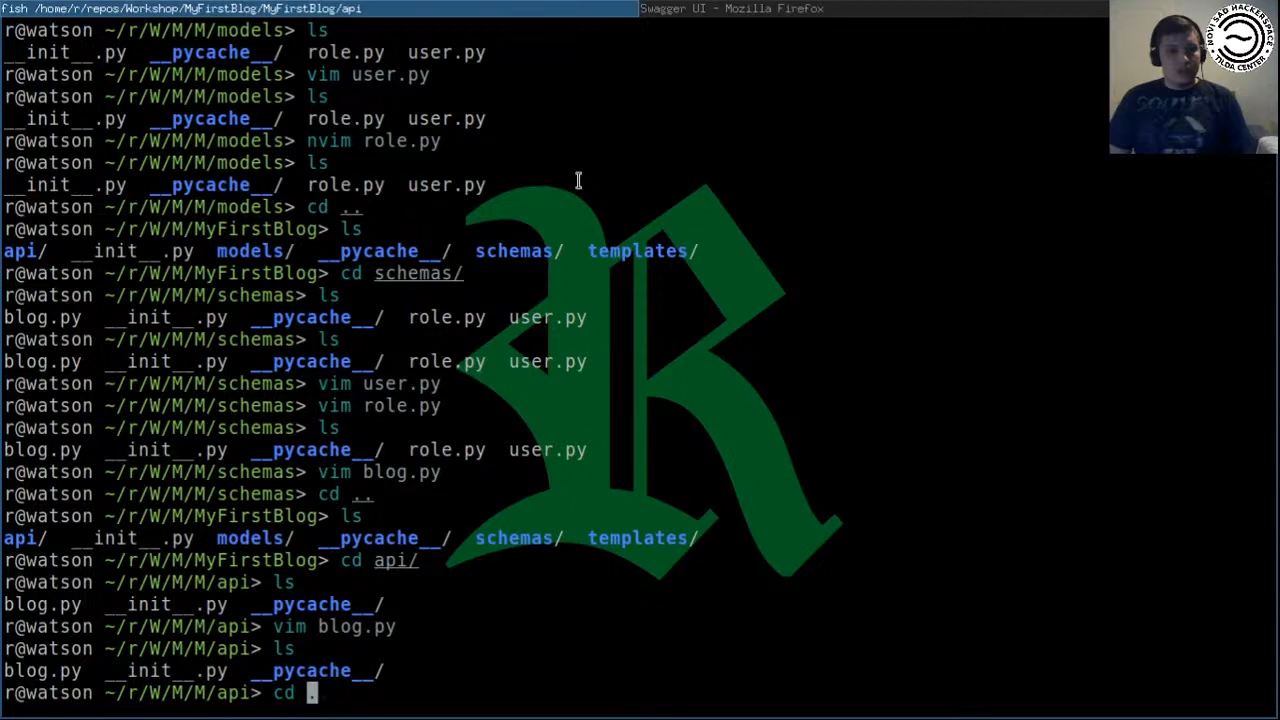 fish /home/r/repos/Workshop/MyFirstBlog/MyFirstBlog/api
Swagger UI - Mozilla Firefox
r@watson ~/r/W/M/M/models> ls
__init__.py  __pycache__/  role.py  user.py
r@watson ~/r/W/M/M/models> vim user.py
r@watson ~/r/W/M/M/models> ls
__init__.py  __pycache__/  role.py  user.py
r@watson ~/r/W/M/M/models> nvim role.py
r@watson ~/r/W/M/M/models> ls
__init__.py  __pycache__/  role.py  user.py
r@watson ~/r/W/M/M/models> cd ..
r@watson ~/r/W/M/MyFirstBlog> ls
api/  __init__.py  models/  __pycache__/  schemas/  templates/
r@watson ~/r/W/M/MyFirstBlog> cd schemas/
r@watson ~/r/W/M/M/schemas> ls
blog.py  __init__.py  __pycache__/  role.py  user.py
r@watson ~/r/W/M/M/schemas> ls
blog.py  __init__.py  __pycache__/  role.py  user.py
r@watson ~/r/W/M/M/schemas> vim user.py
r@watson ~/r/W/M/M/schemas> vim role.py
r@watson ~/r/W/M/M/schemas> ls
blog.py  __init__.py  __pycache__/  role.py  user.py
r@watson ~/r/W/M/M/schemas> vim blog.py
r@watson ~/r/W/M/M/schemas> cd ..
r@watson ~/r/W/M/MyFirstBlog> ls
api/  __init__.py  models/  __pycache__/  schemas/  templates/
r@watson ~/r/W/M/MyFirstBlog> cd api/
r@watson ~/r/W/M/M/api> ls
blog.py  __init__.py  __pycache__/
r@watson ~/r/W/M/M/api> vim blog.py
r@watson ~/r/W/M/M/api> ls
blog.py  __init__.py  __pycache__/
r@watson ~/r/W/M/M/api> cd .
R
NOVI SAD HACKERSPACE
TILDA CENTER